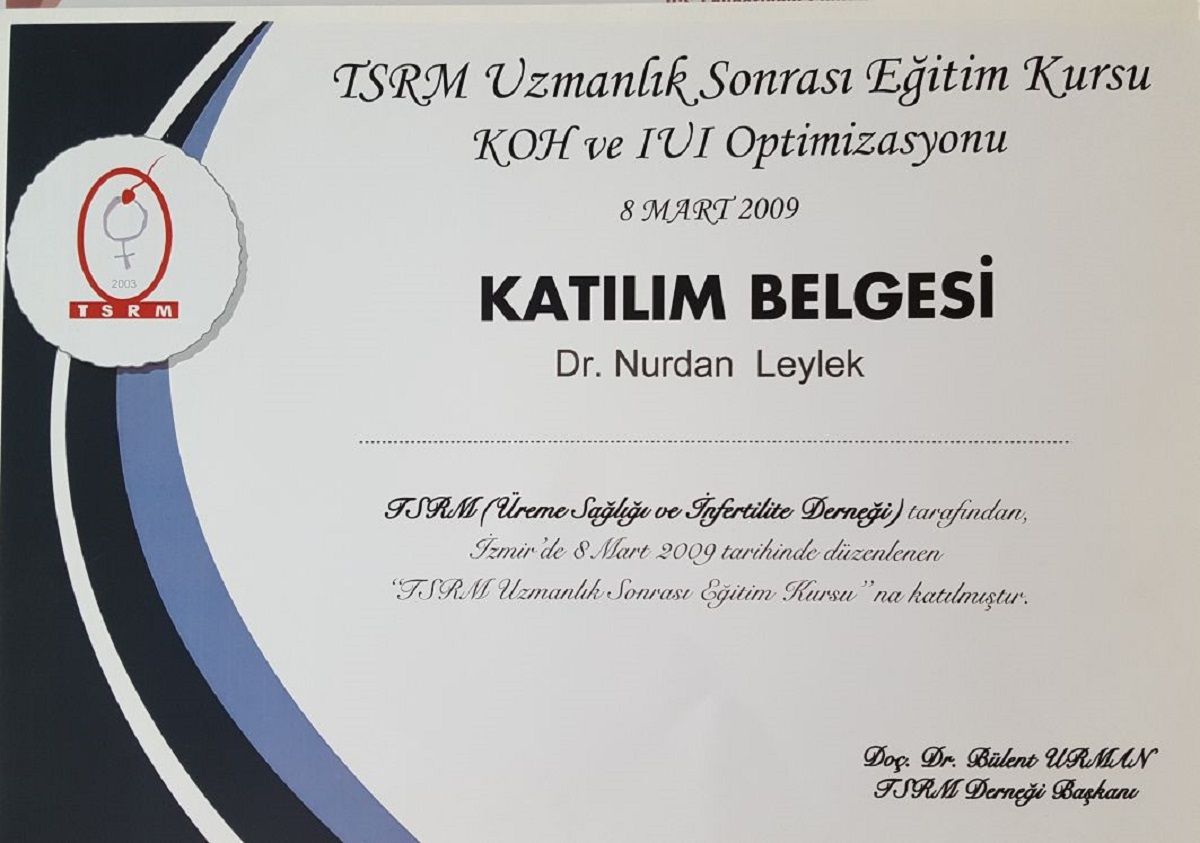 TSRM Uzmanlık Sonrası Eğitim Kursu
KOH ve IUI Optimizasyonu
8 MART 2009
2003
TSRM
KATILIM BELGESİ
Dr. Nurdan Leylek
TSRM (Üreme Sağlığı ve İnfertilite Derneği) tarafından,
İzmir'de 8 Mart 2009 tarihinde düzenlenen
"TSRM Uzmanlık Sonrası Eğitim Kursu" na katılmıştır.
Doç. Dr. Bülent URMAN
TSRM Derneği Başkanı